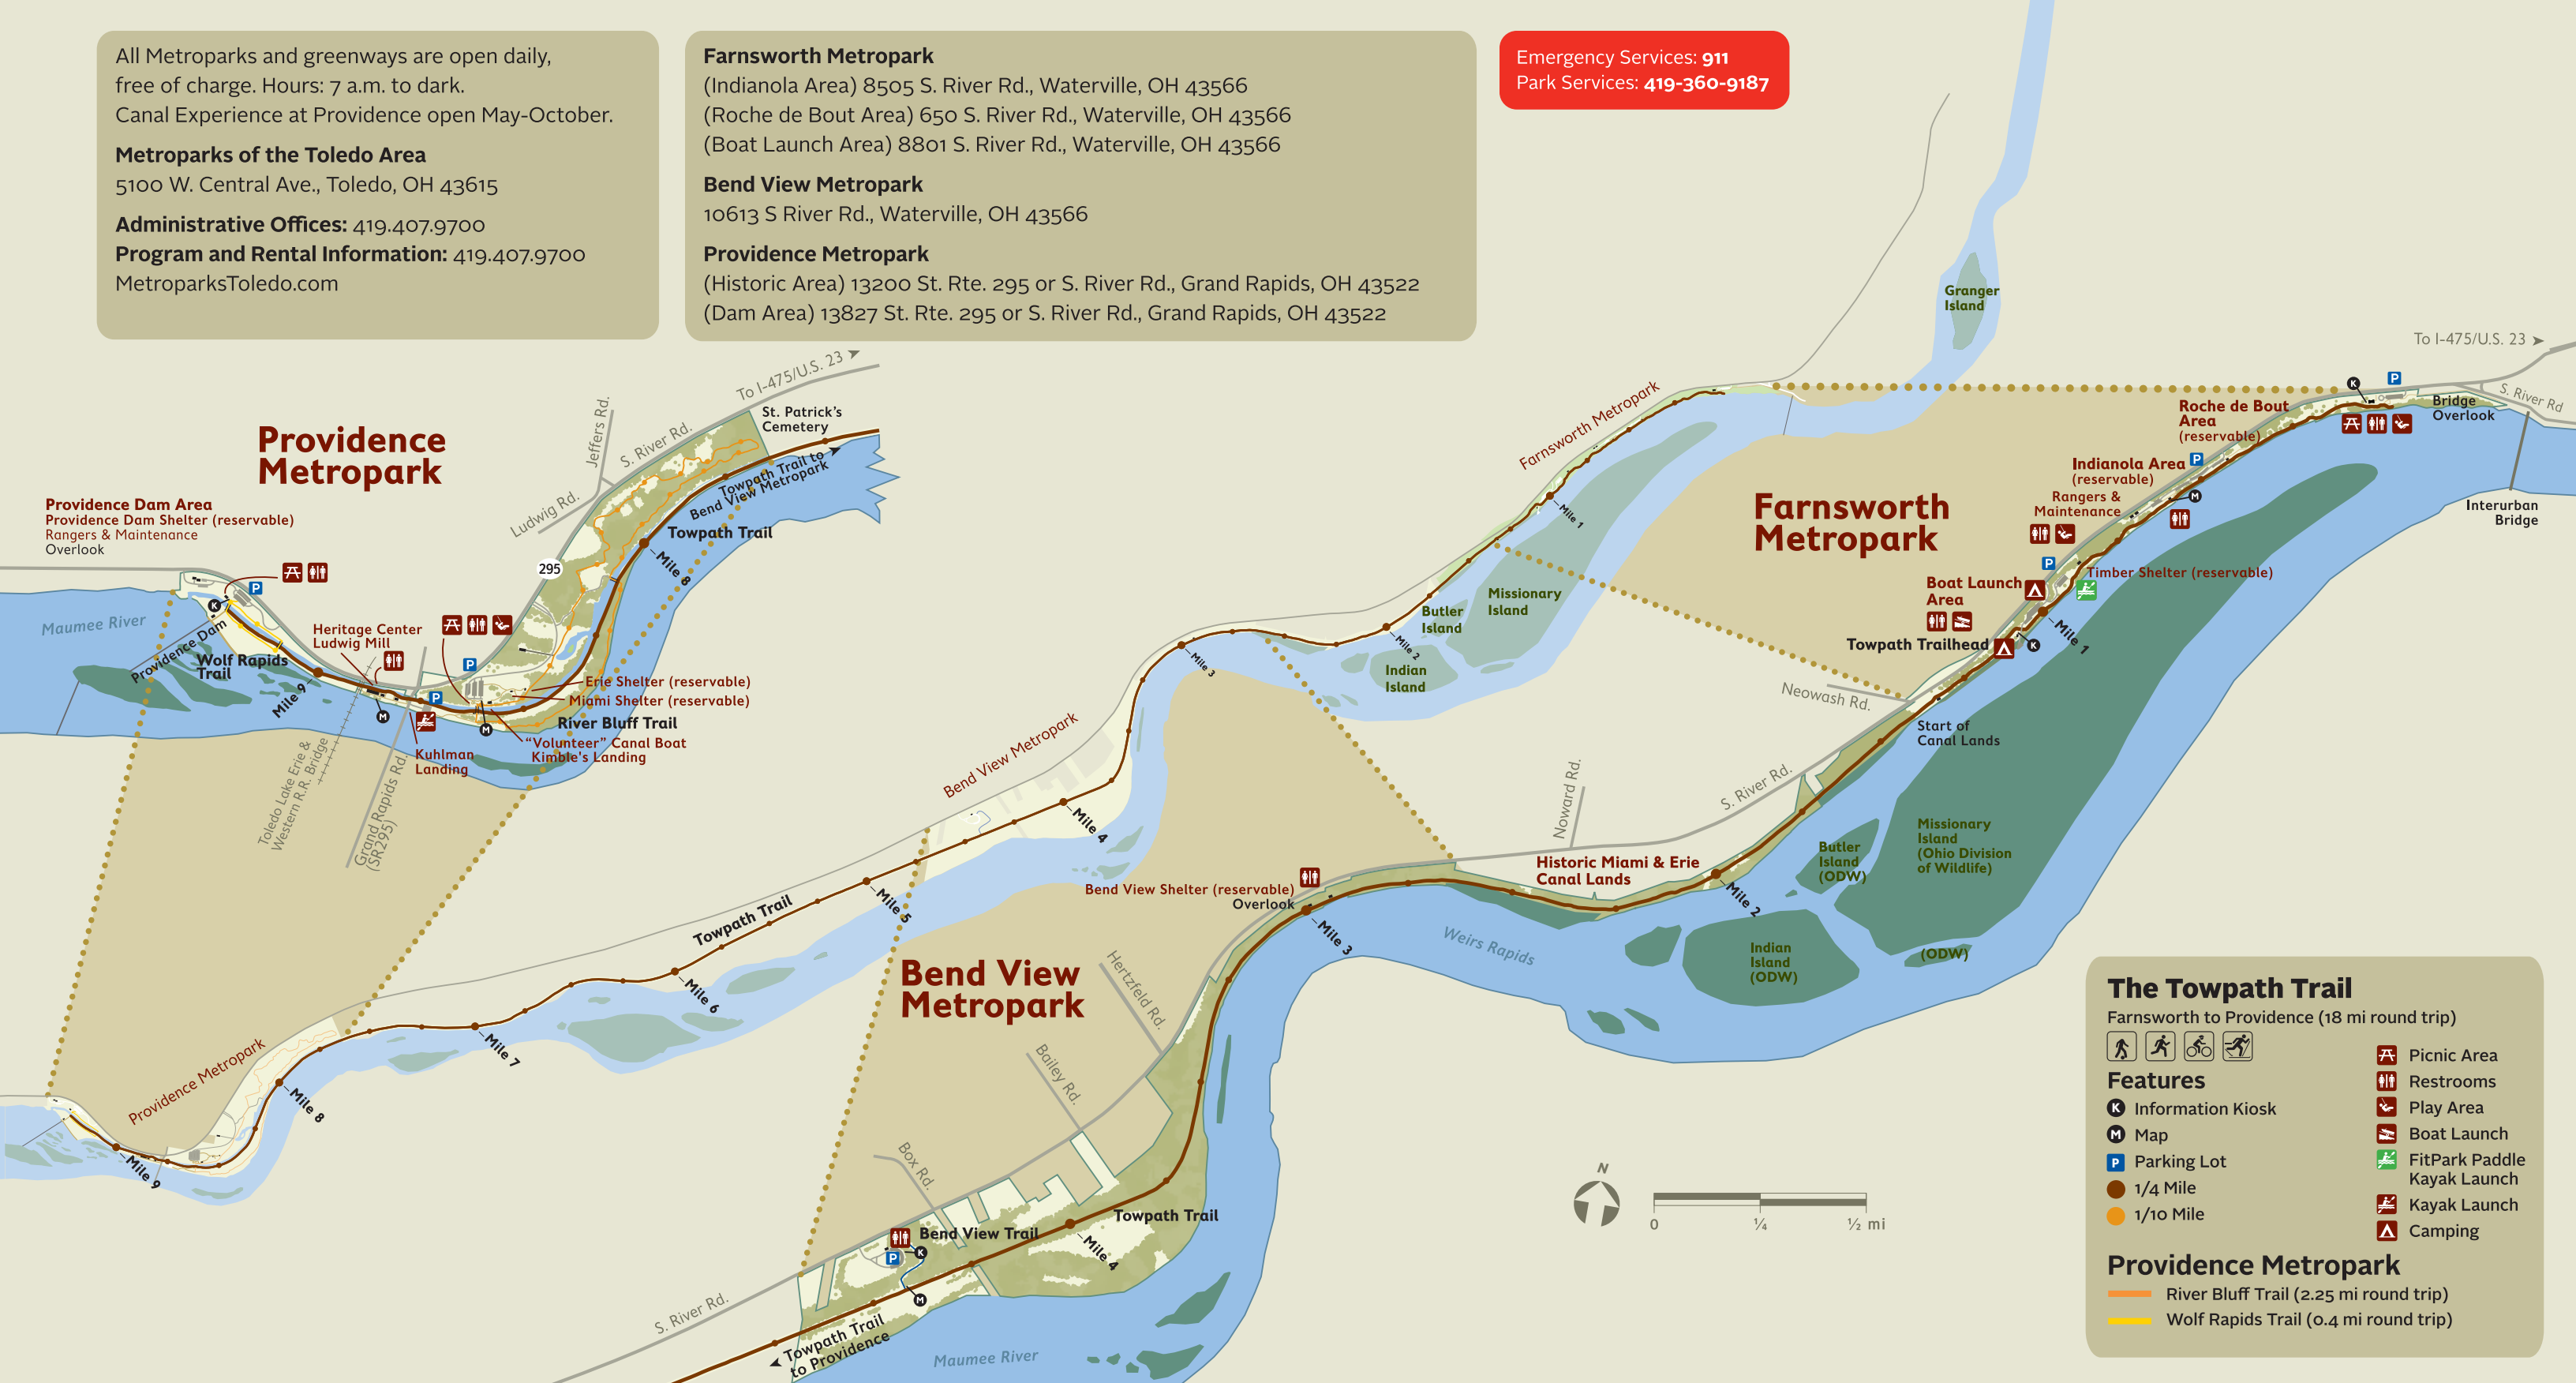 All Metroparks and greenways are open daily,
free of charge. Hours: 7 a.m. to dark.
Canal Experience at Providence open May-October.
Metroparks of the Toledo Area
5100 W. Central Ave., Toledo, OH 43615
Administrative Offices: 419.407.9700
Program and Rental Information: 419.407.9700
MetroparksToledo.com
Farnsworth Metropark
(Indianola Area) 8505 S. River Rd., Waterville, OH 43566
(Roche de Bout Area) 650 S. River Rd., Waterville, OH 43566
(Boat Launch Area) 8801 S. River Rd., Waterville, OH 43566
Bend View Metropark
10613 S River Rd., Waterville, OH 43566
Providence Metropark
(Historic Area) 13200 St. Rte. 295 or S. River Rd., Grand Rapids, OH 43522
(Dam Area) 13827 St. Rte. 295 or S. River Rd., Grand Rapids, OH 43522
Emergency Services: 911
Park Services: 419-360-9187
Providence
Metropark
Providence Dam Area
Providence Dam Shelter (reservable)
Rangers & Maintenance
Overlook
P
K
Maumee River
Providence Dam
Wolf Rapids
Trail
Mile 9
Heritage Center
Ludwig Mill
M
Toledo Lake Erie &
Western R.R. Bridge
Grand Rapids Rd.
(SR295)
P
P
M
Kuhlman
Landing
Erie Shelter (reservable)
Miami Shelter (reservable)
River Bluff Trail
"Volunteer" Canal Boat
Kimble's Landing
295
Ludwig Rd.
Jeffers Rd.
S. River Rd.
To I-475/U.S. 23
St. Patrick's
Cemetery
Towpath Trail to
Bend View Metropark
Towpath Trail
Mile 8
Farnsworth Metropark
Mile 1
Granger
Island
Missionary
Island
Butler
Island
Mile 2
Indian
Island
Mile 3
Bend View Metropark
Mile 4
Mile 5
Towpath Trail
Mile 6
Mile 7
Mile 8
Providence Metropark
Mile 9
Farnsworth
Metropark
To I-475/U.S. 23
S. River Rd
K
P
Bridge
Overlook
Interurban
Bridge
Roche de Bout
Area
(reservable)
Indianola Area
(reservable)
P
M
Rangers &
Maintenance
P
Timber Shelter (reservable)
Boat Launch
Area
Towpath Trailhead
K
Mile 1
Neowash Rd.
Start of
Canal Lands
S. River Rd.
Noward Rd.
Historic Miami & Erie
Canal Lands
Mile 2
Butler
Island
(ODW)
Missionary
Island
(Ohio Division
of Wildlife)
Indian
Island
(ODW)
(ODW)
Weirs Rapids
Bend View Shelter (reservable)
Overlook
Mile 3
Bend View
Metropark
Hertzfeld Rd.
Bailey Rd.
Box Rd.
Bend View Trail
P
K
M
Towpath Trail
Mile 4
S. River Rd.
Towpath Trail
to Providence
Maumee River
N
0 ¼ ½ mi
The Towpath Trail
Farnsworth to Providence (18 mi round trip)
Features
K Information Kiosk
M Map
P Parking Lot
1/4 Mile
1/10 Mile
Picnic Area
Restrooms
Play Area
Boat Launch
FitPark Paddle
Kayak Launch
Kayak Launch
Camping
Providence Metropark
River Bluff Trail (2.25 mi round trip)
Wolf Rapids Trail (0.4 mi round trip)